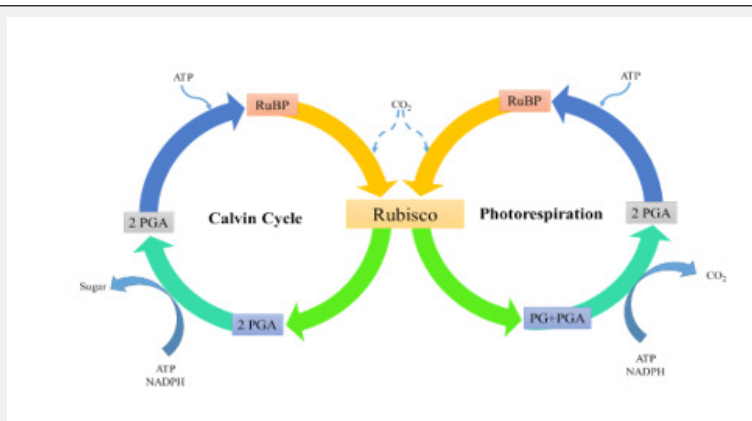 ATP
RuBP
CO2
RuBP
ATP
2 PGA
Calvin Cycle
Rubisco
Photorespiration
2 PGA
Sugar
CO2
2 PGA
PG+PGA
ATP
NADPH
ATP
NADPH